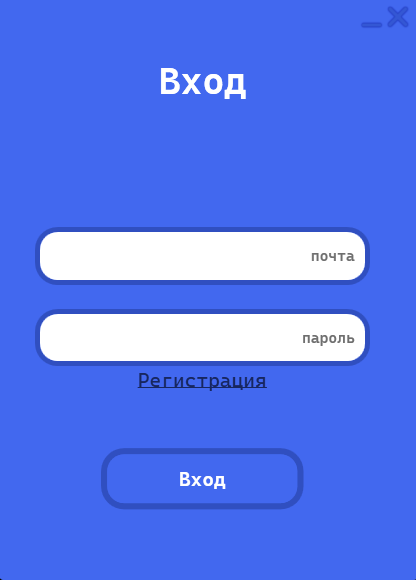 Вход
почта
пароль
Регистрация
Вход